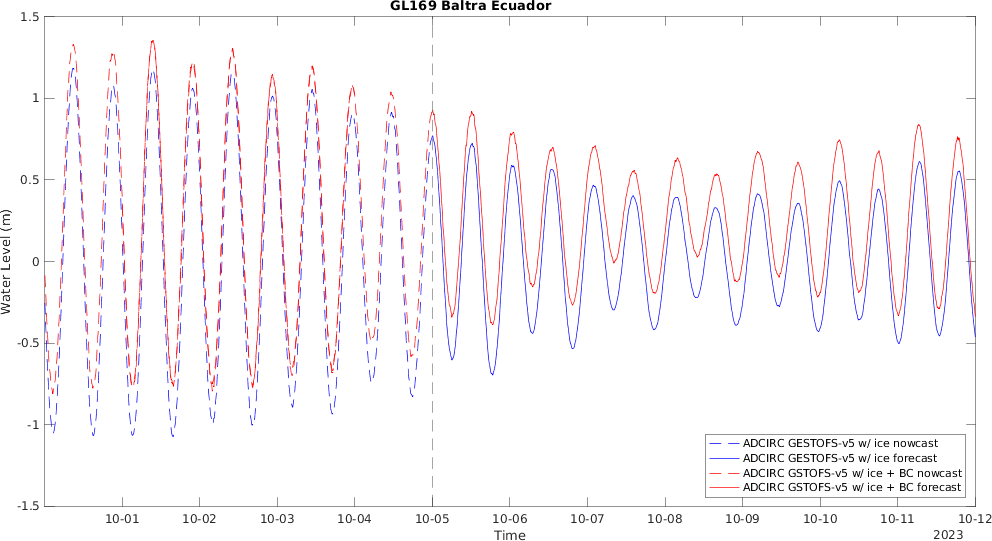 GL169 Baltra Ecuador
1.5
1
0.5
0
-0.5
-1
-1.5
Water Level (m)
10-01 10-02 10-03 10-04 10-05 10-06 10-07 10-08 10-09 10-10 10-11 10-12
Time
2023
ADCIRC GESTOFS-v5 w/ ice nowcast
ADCIRC GESTOFS-v5 w/ ice forecast
ADCIRC GSTOFS-v5 w/ ice + BC nowcast
ADCIRC GSTOFS-v5 w/ ice + BC forecast